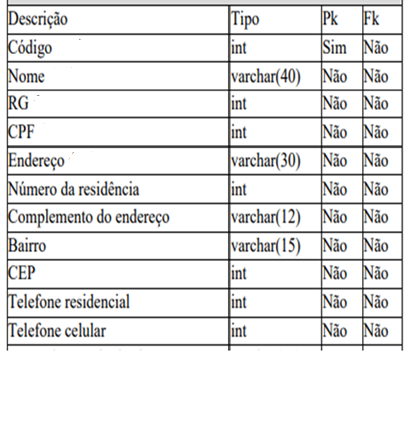 Descrição Tipo Pk Fk
Código int Sim Não
Nome varchar(40) Não Não
RG int Não Não
CPF int Não Não
Endereço varchar(30) Não Não
Número da residência int Não Não
Complemento do endereço varchar(12) Não Não
Bairro varchar(15) Não Não
CEP int Não Não
Telefone residencial int Não Não
Telefone celular int Não Não